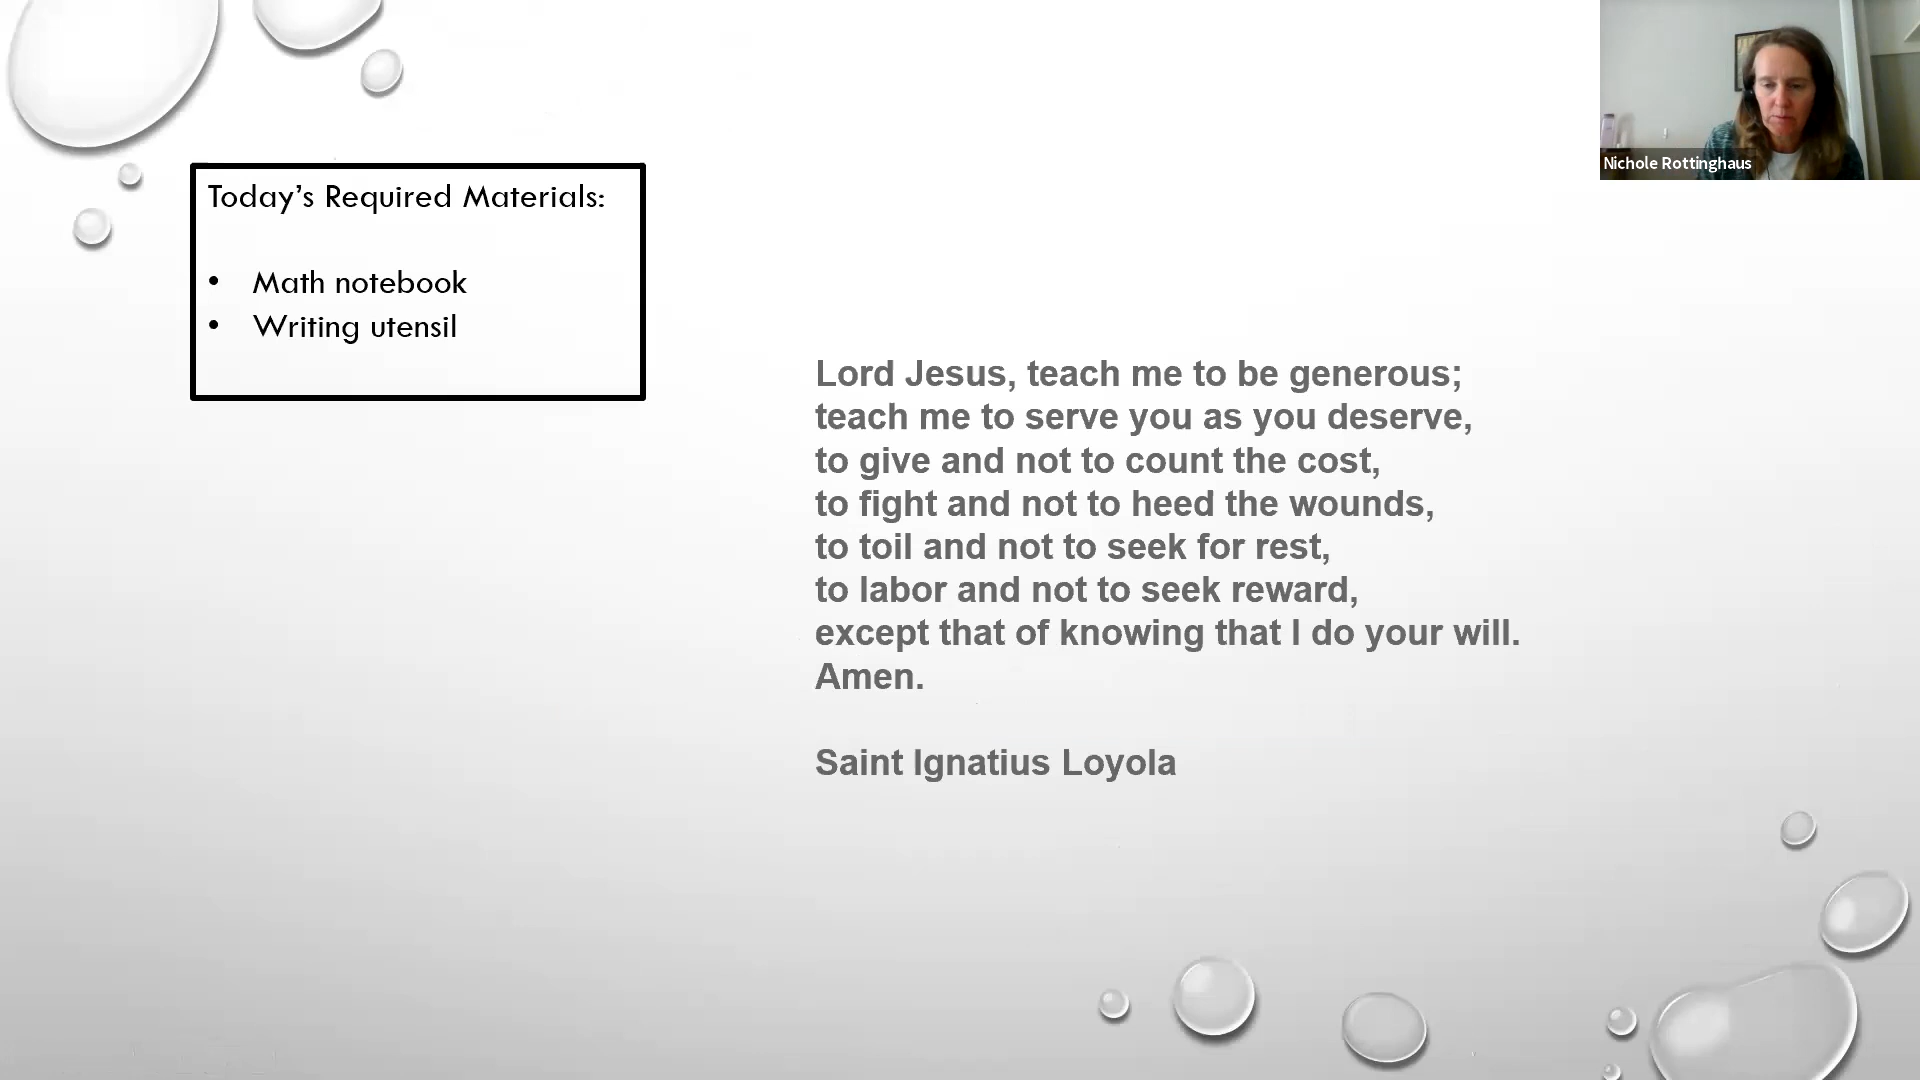 Today's Required Materials:
• Math notebook
• Writing utensil
Lord Jesus, teach me to be generous;
teach me to serve you as you deserve,
to give and not to count the cost,
to fight and not to heed the wounds,
to toil and not to seek for rest,
to labor and not to seek reward,
except that of knowing that I do your will.
Amen.
Saint Ignatius Loyola
Nichole Rottinghaus